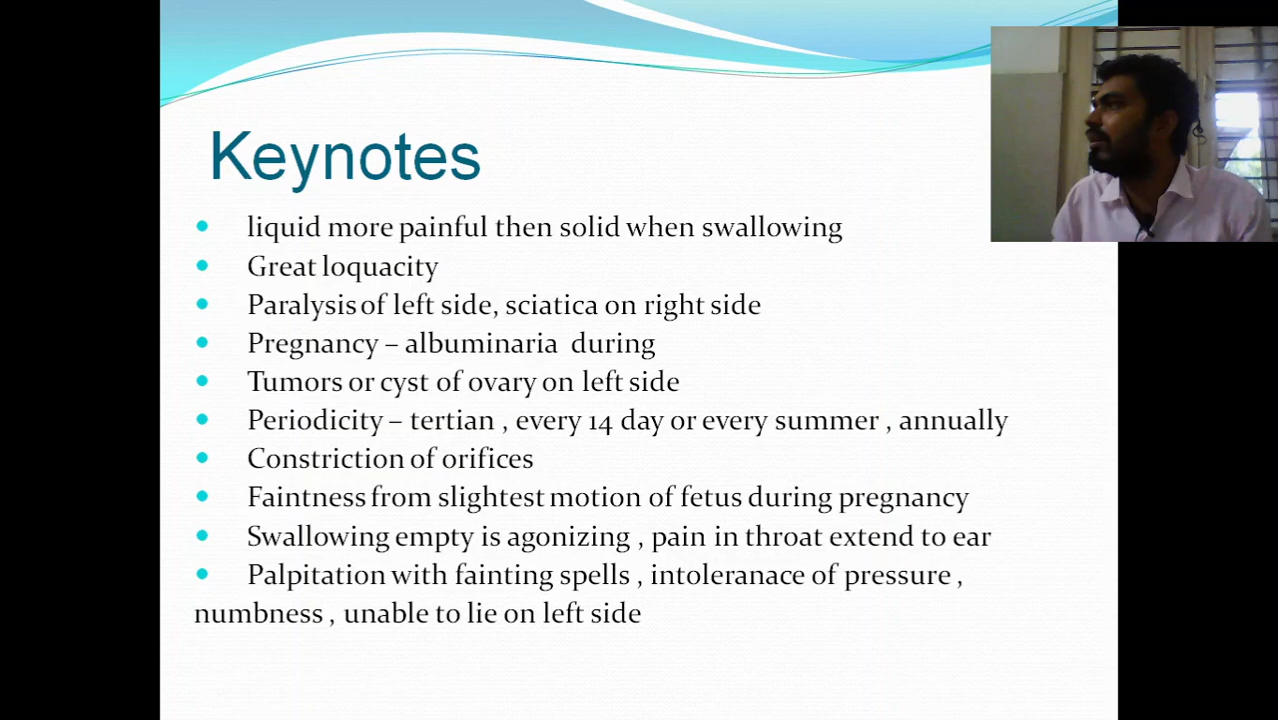 Keynotes
liquid more painful then solid when swallowing
Great loquacity
Paralysis of left side, sciatica on right side
Pregnancy – albuminaria during
Tumors or cyst of ovary on left side
Periodicity – tertian , every 14 day or every summer , annually
Constriction of orifices
Faintness from slightest motion of fetus during pregnancy
Swallowing empty is agonizing , pain in throat extend to ear
Palpitation with fainting spells , intoleranace of pressure ,
numbness , unable to lie on left side